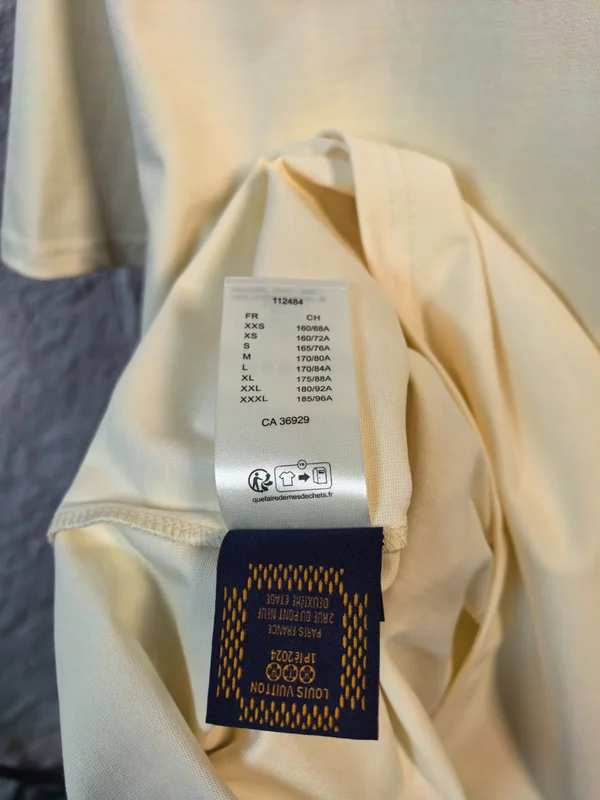 112484
FR CH
XXS 160/68A
XS 160/72A
S 165/76A
M 170/80A
L 170/84A
XL 175/88A
XXL 180/92A
XXXL 185/96A
CA 36929
FR
quefairedemesdechets.fr
LOUIS VUITTON
1Plé2024
PARIS FRANCE
2 RUE DU PONT NEUF
DEUXIÈME ÉTAGE